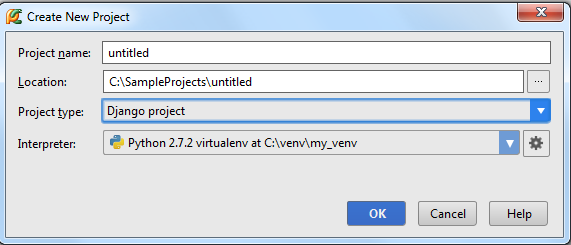 Create New Project
Project name: untitled
Location: C:\SampleProjects\untitled ...
Project type: Django project
Interpreter: Python 2.7.2 virtualenv at C:\venv\my_venv
OK Cancel Help